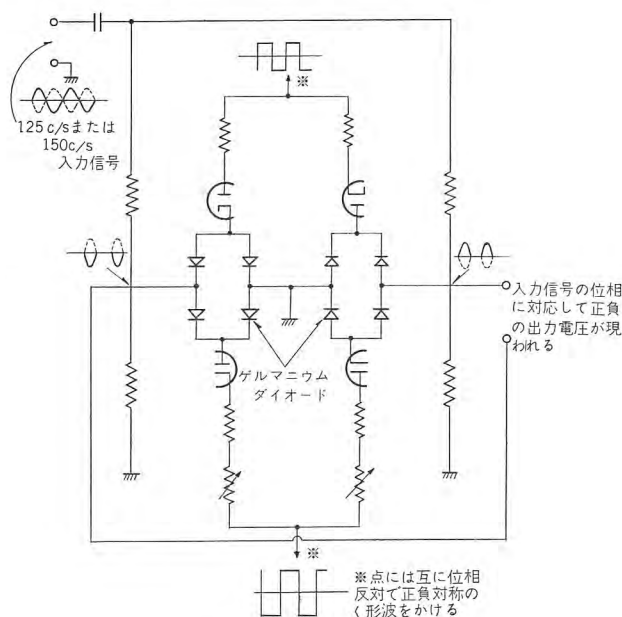 ※
125c/sまたは
150c/s
入力信号
入力信号の位相
に対応して正負
の出力電圧が現
われる
ゲルマニウム
ダイオード
※
※点には互に位相
反対で正負対称の
く形波をかける